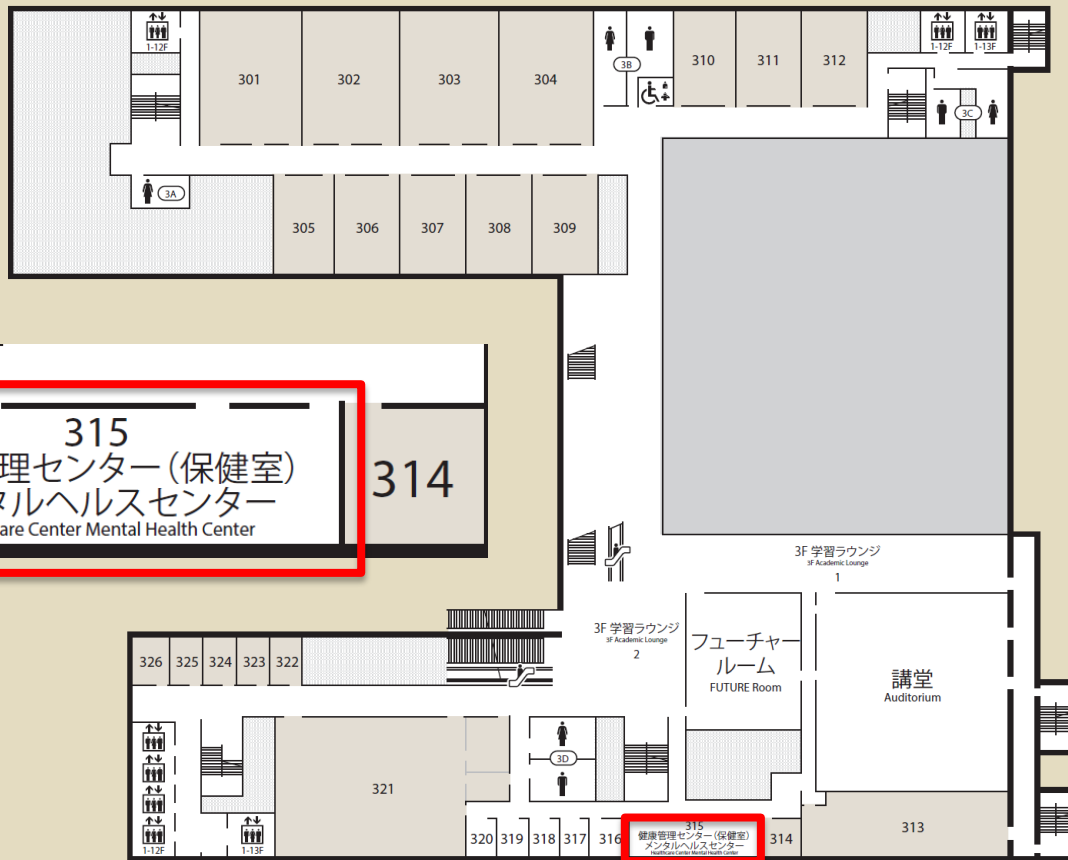 1-12F
301
302
303
304
3B
310
311
312
1-12F
1-13F
3C
3A
305
306
307
308
309
315
理センター(保健室)
タルヘルスセンター
are Center Mental Health Center
314
3F 学習ラウンジ
3F Academic Lounge
1
3F 学習ラウンジ
3F Academic Lounge
2
フューチャー
ルーム
FUTURE Room
講堂
Auditorium
326
325
324
323
322
321
3D
1-12F
1-13F
320
319
318
317
316
315
健康管理センター(保健室)
メンタルヘルスセンター
Healthcare Center Mental Health Center
314
313